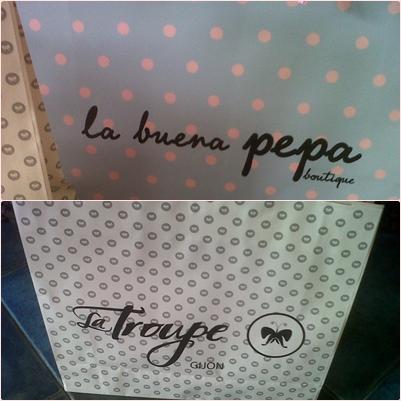 la buena pepa
boutique
La Troupe
GIJÓN